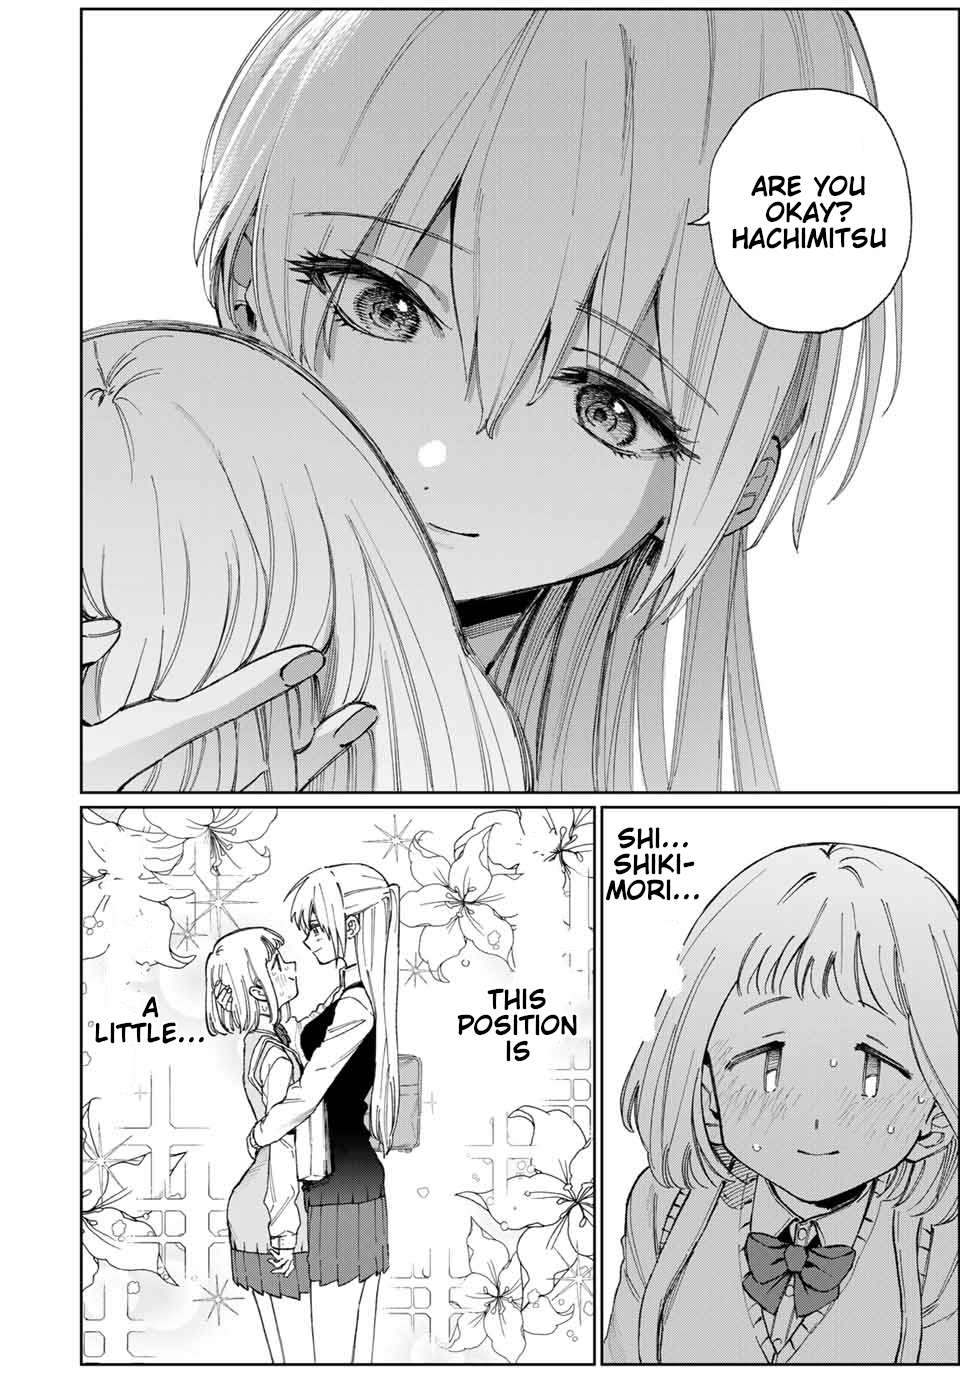 ARE YOU
OKAY?
HACHIMITSU
SHI...
SHIKI-
MORI...
THIS
POSITION
IS
A
LITTLE...